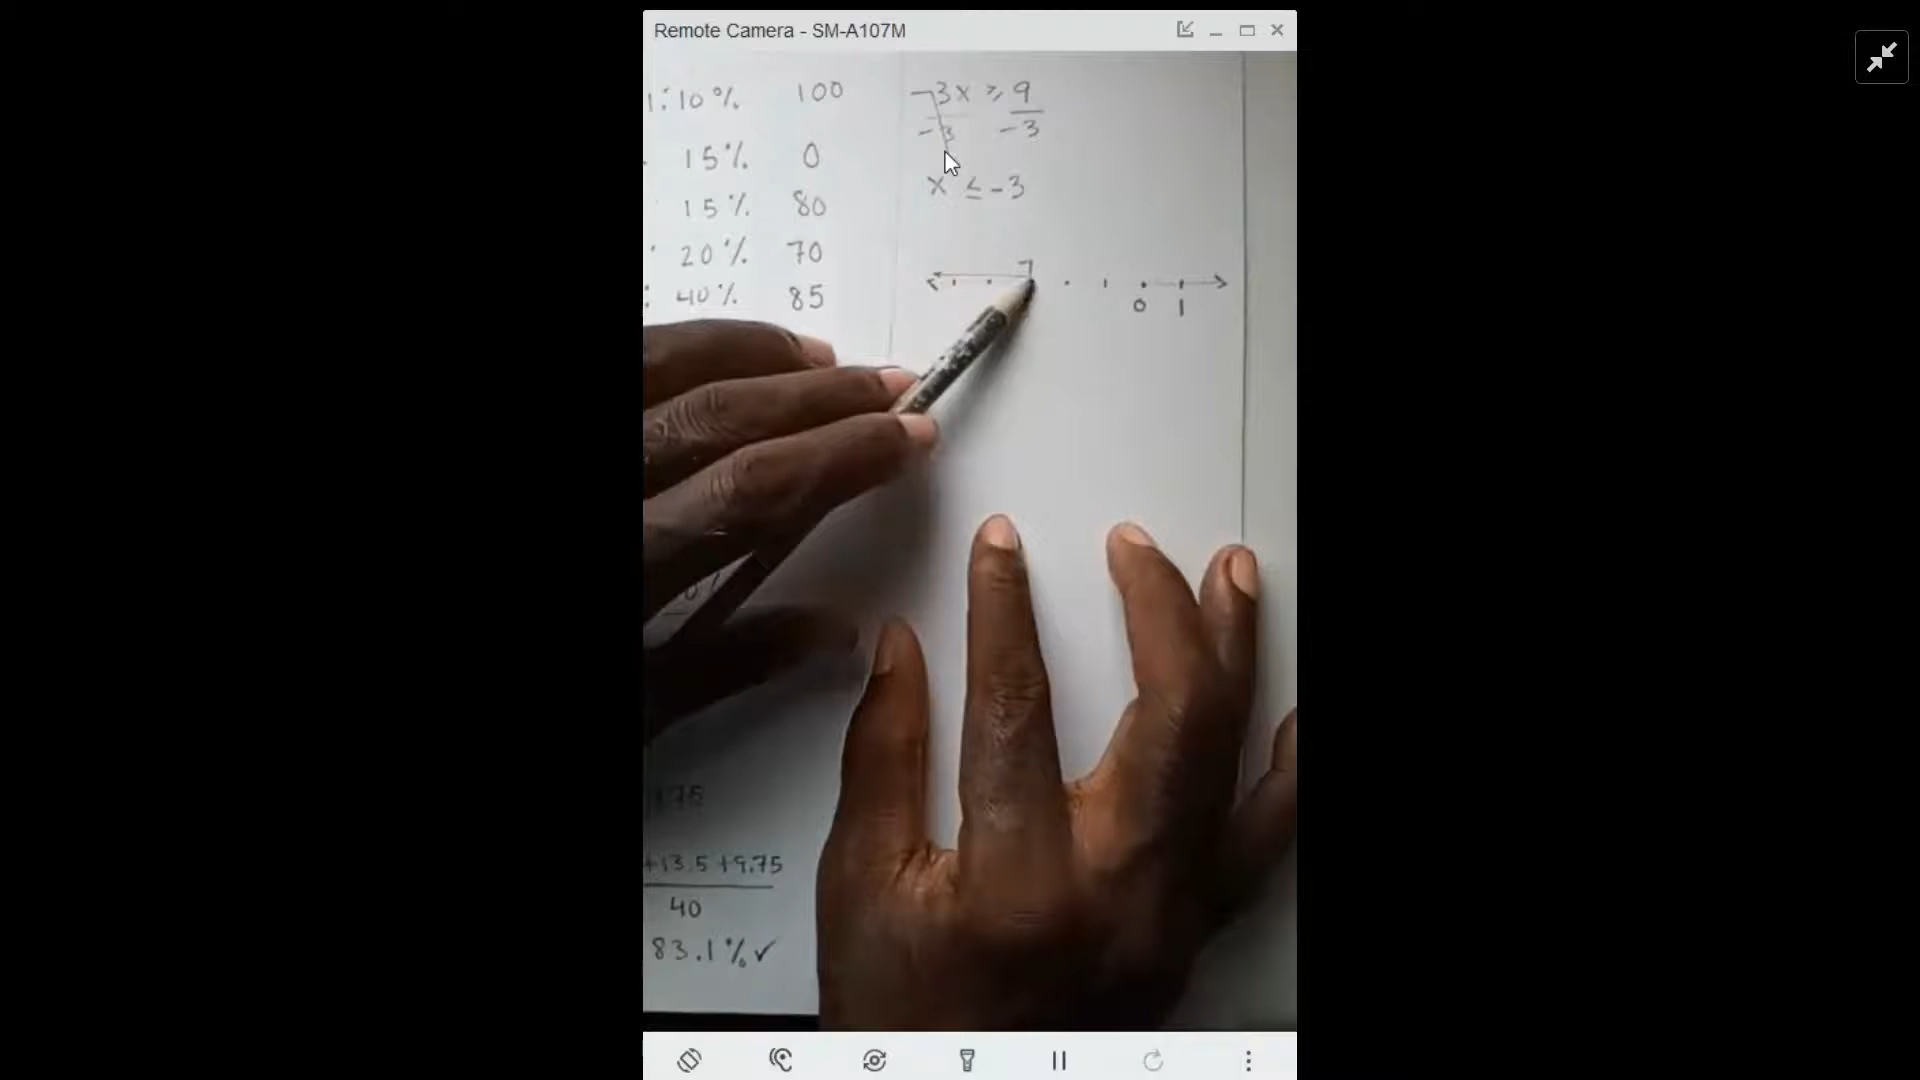 Remote Camera - SM-A107M
1:10% 100
15% 0
15% 80
20% 70
: 40% 85
-3x ≥ 9
-3 -3
x ≤ -3
0 1
+13.5 +9.75
40
83.1% ✓